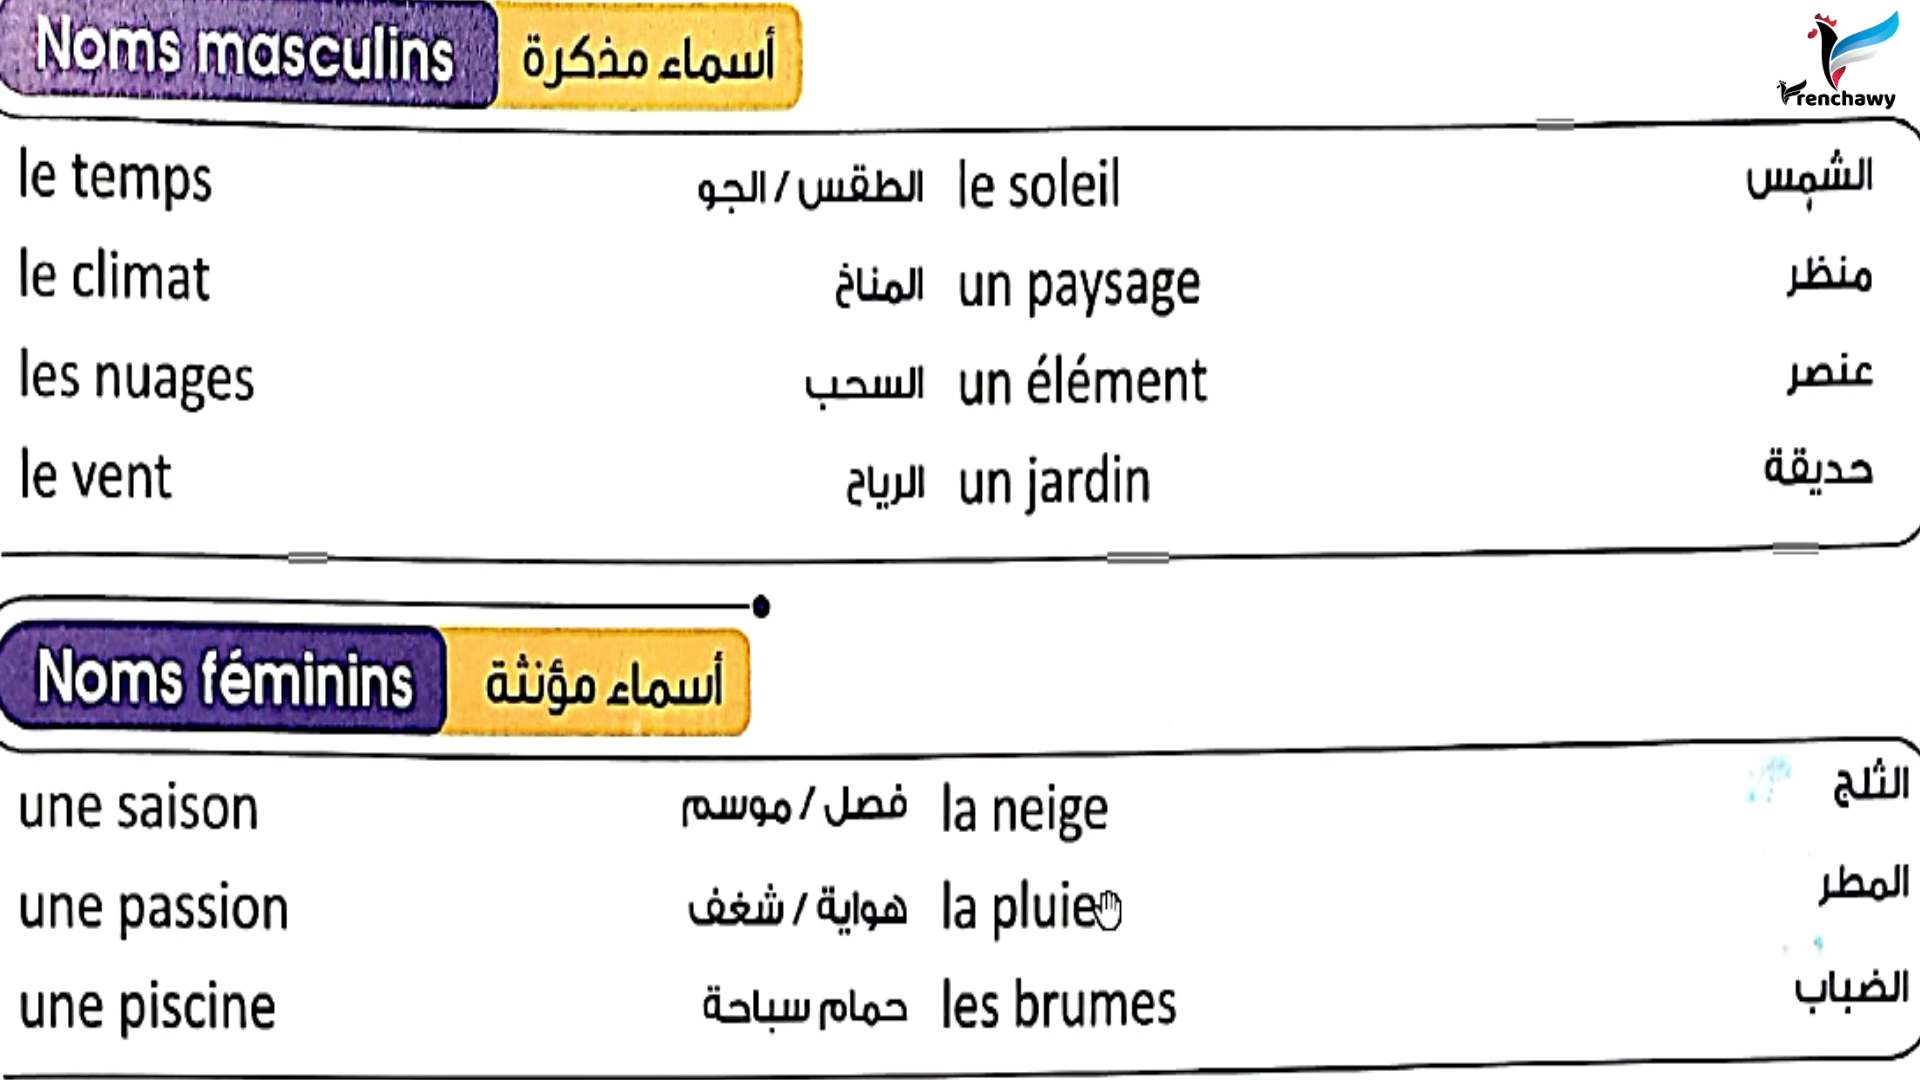 Noms masculins أسماء مذكرة
Frenchawy
le temps الطقس / الجو le soleil الشمس
le climat المناخ un paysage منظر
les nuages السحب un élément عنصر
le vent الرياح un jardin حديقة
Noms féminins أسماء مؤنثة
une saison فصل / موسم la neige الثلج
une passion هواية / شغف la pluie المطر
une piscine حمام سباحة les brumes الضباب